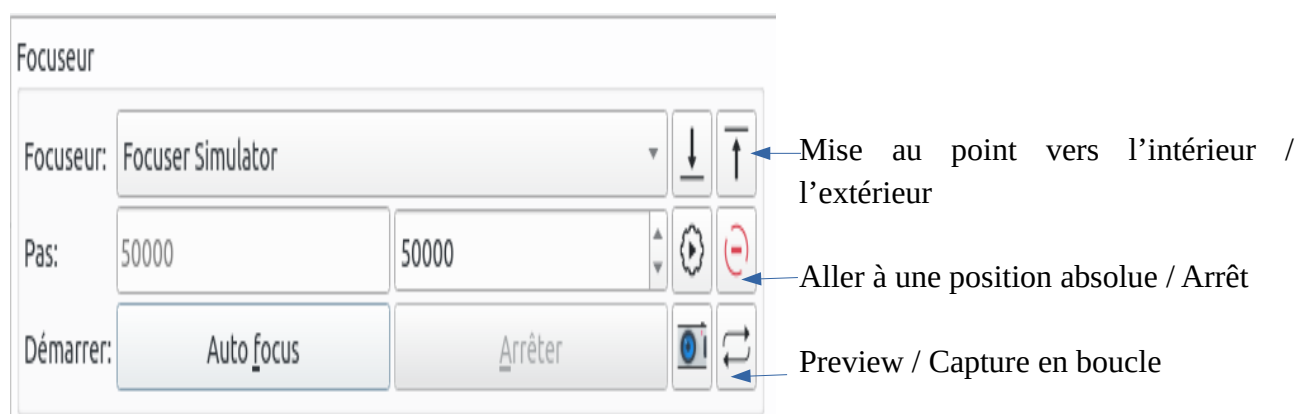 Focuseur
Focuseur: Focuser Simulator
Mise au point vers l’intérieur /
l’extérieur
Pas: 50000 50000
Aller à une position absolue / Arrêt
Démarrer: Auto focus Arrêter
Preview / Capture en boucle